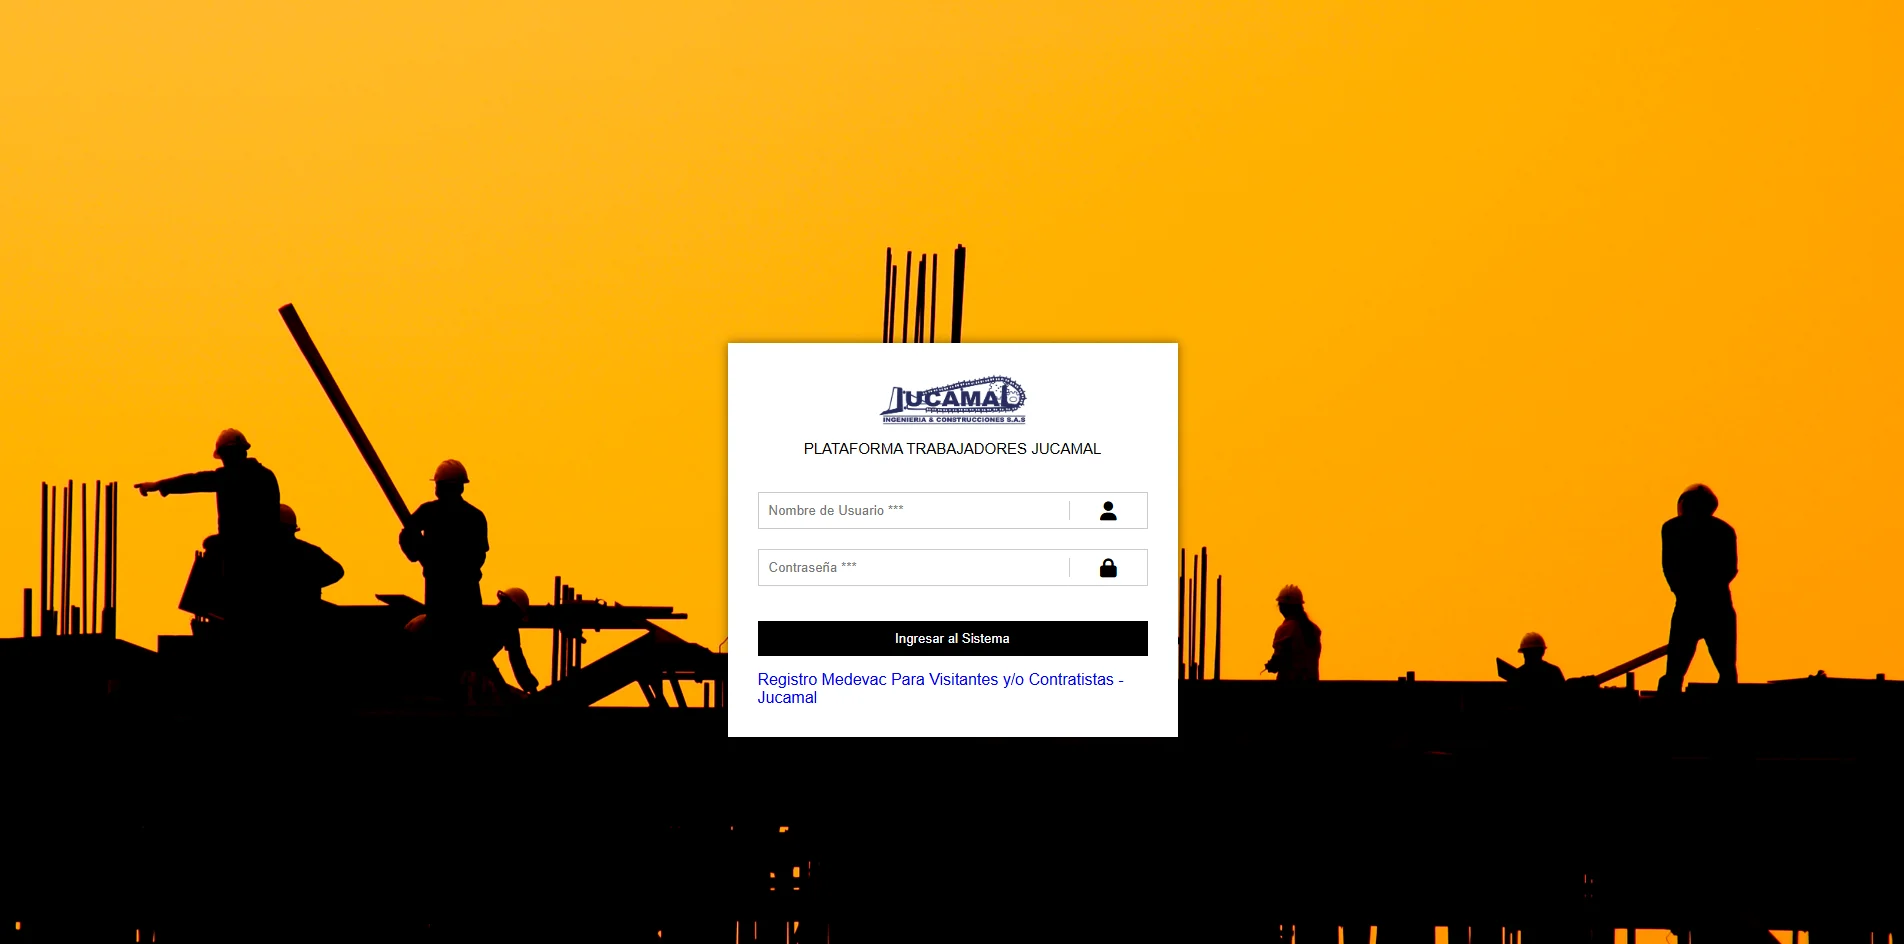 JUCAMAL
INGENIERIA & CONSTRUCCIONES S.A.S
PLATAFORMA TRABAJADORES JUCAMAL
Nombre de Usuario ***
Contraseña ***
Ingresar al Sistema
Registro Medevac Para Visitantes y/o Contratistas -
Jucamal